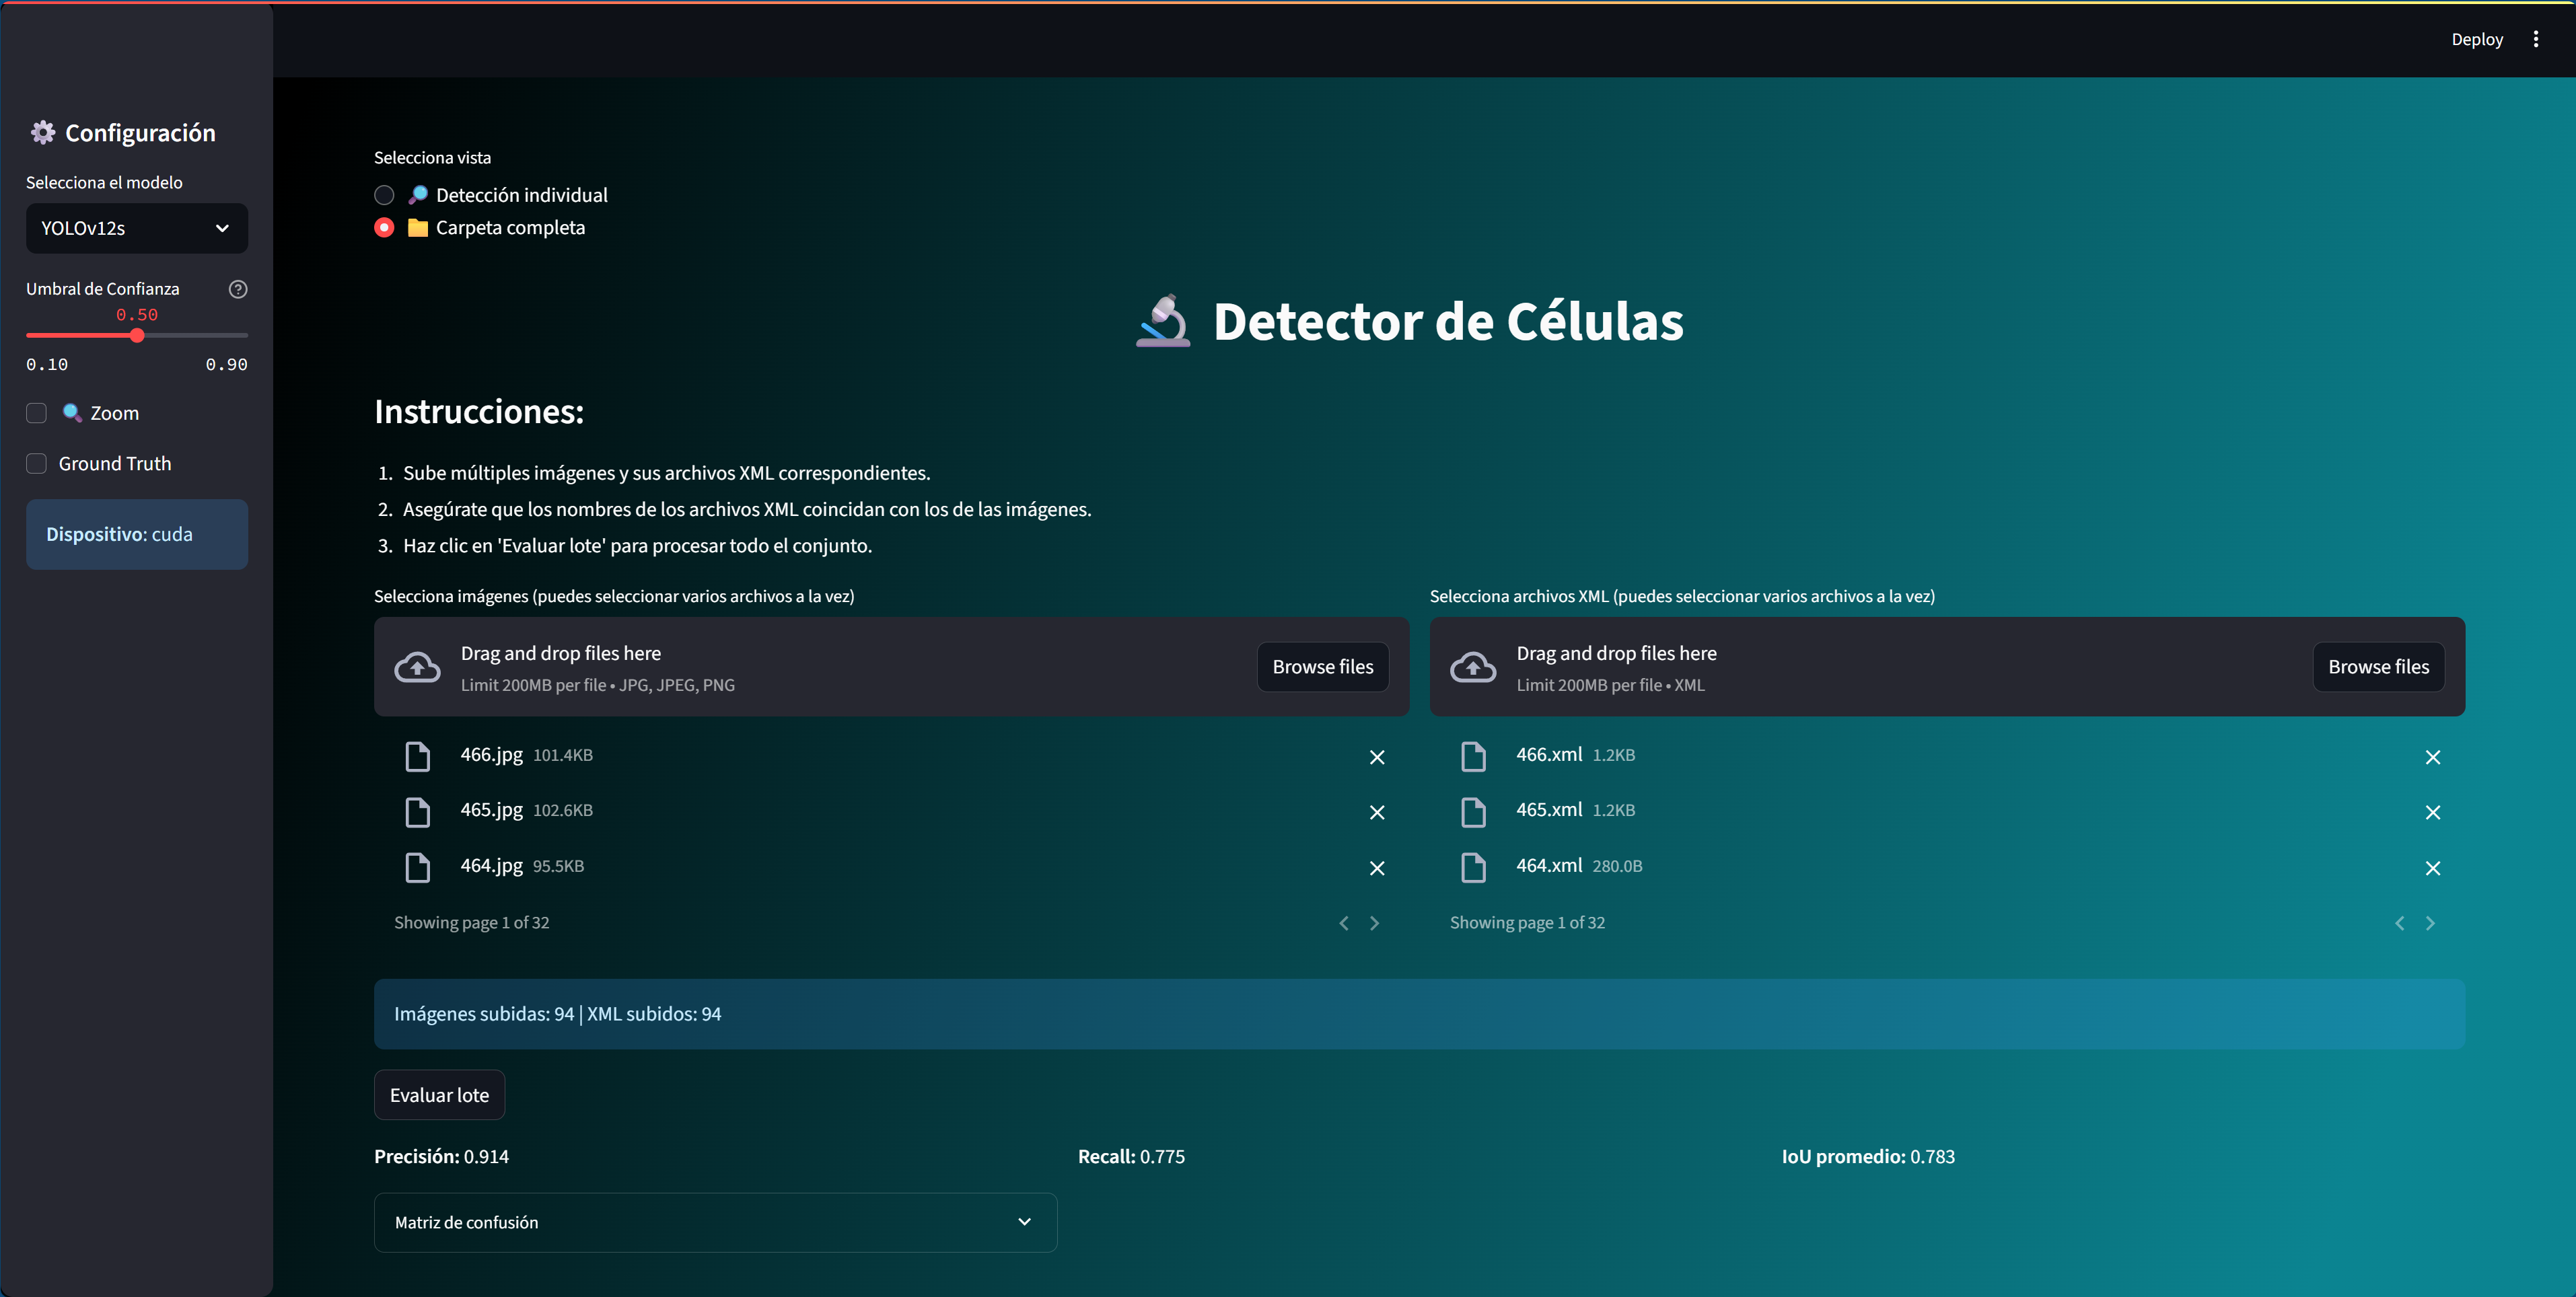 Deploy
Configuración
Selecciona el modelo
YOLOv12s
Umbral de Confianza
0.50
0.10 0.90
Zoom
Ground Truth
Dispositivo: cuda
Selecciona vista
Detección individual
Carpeta completa
Detector de Células
Instrucciones:
1. Sube múltiples imágenes y sus archivos XML correspondientes.
2. Asegúrate que los nombres de los archivos XML coincidan con los de las imágenes.
3. Haz clic en 'Evaluar lote' para procesar todo el conjunto.
Selecciona imágenes (puedes seleccionar varios archivos a la vez)
Drag and drop files here
Limit 200MB per file • JPG, JPEG, PNG
Browse files
466.jpg 101.4KB
465.jpg 102.6KB
464.jpg 95.5KB
Showing page 1 of 32
Selecciona archivos XML (puedes seleccionar varios archivos a la vez)
Drag and drop files here
Limit 200MB per file • XML
Browse files
466.xml 1.2KB
465.xml 1.2KB
464.xml 280.0B
Showing page 1 of 32
Imágenes subidas: 94 | XML subidos: 94
Evaluar lote
Precisión: 0.914
Recall: 0.775
IoU promedio: 0.783
Matriz de confusión